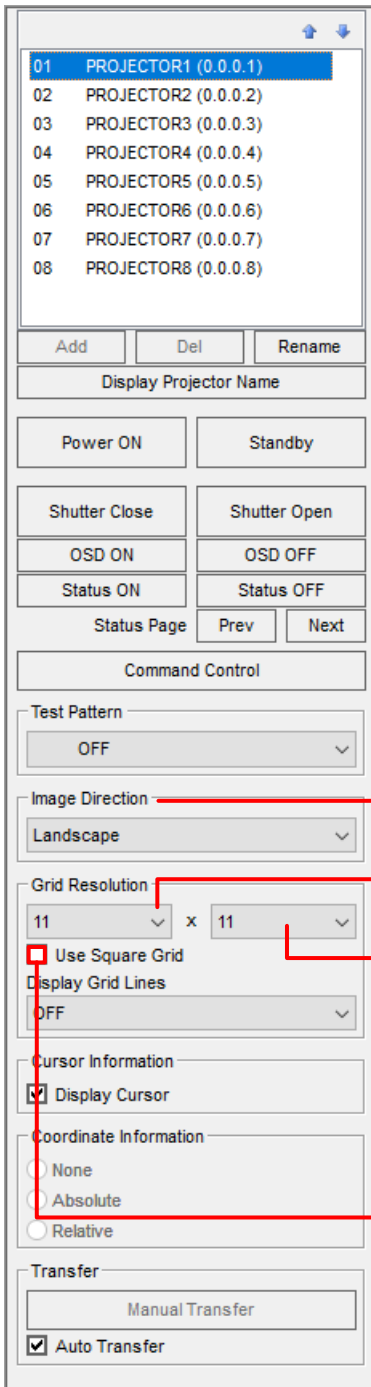 01 PROJECTOR1 (0.0.0.1)
02 PROJECTOR2 (0.0.0.2)
03 PROJECTOR3 (0.0.0.3)
04 PROJECTOR4 (0.0.0.4)
05 PROJECTOR5 (0.0.0.5)
06 PROJECTOR6 (0.0.0.6)
07 PROJECTOR7 (0.0.0.7)
08 PROJECTOR8 (0.0.0.8)
Add Del Rename
Display Projector Name
Power ON Standby
Shutter Close Shutter Open
OSD ON OSD OFF
Status ON Status OFF
Status Page Prev Next
Command Control
Test Pattern
OFF
Image Direction
Landscape
Grid Resolution
11 x 11
Use Square Grid
Display Grid Lines
OFF
Cursor Information
Display Cursor
Coordinate Information
None
Absolute
Relative
Transfer
Manual Transfer
Auto Transfer